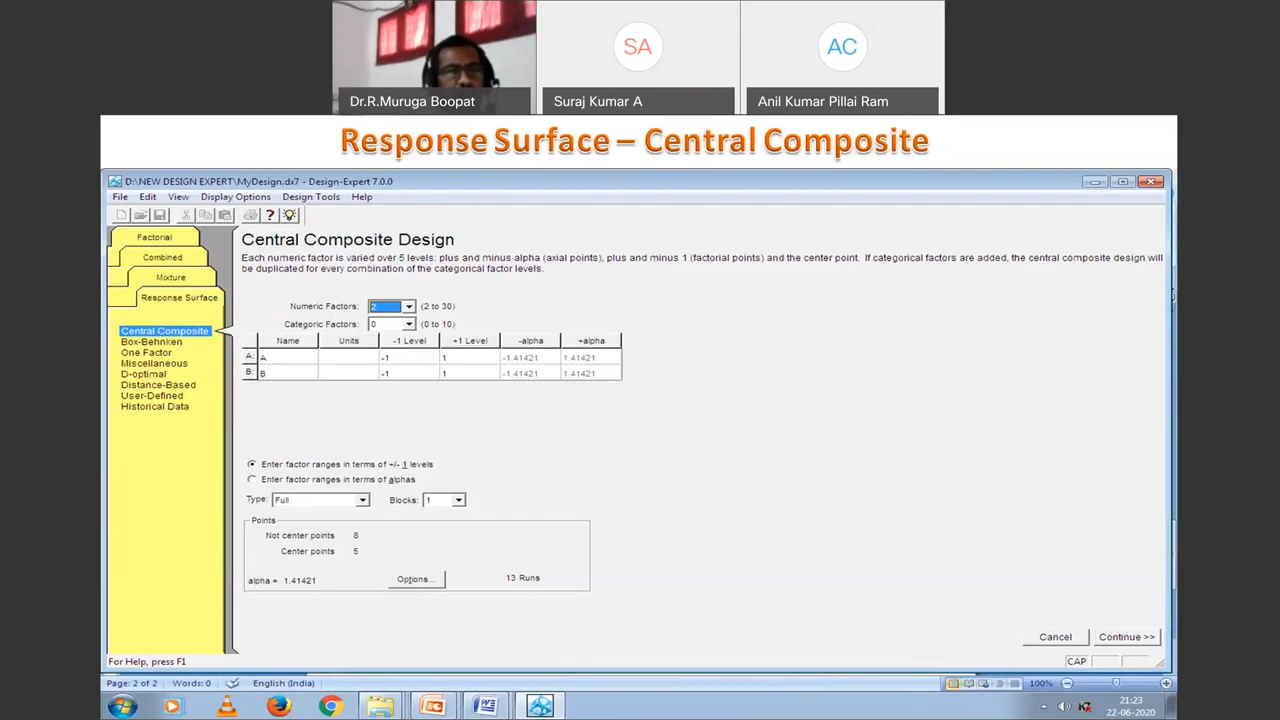 SA
AC
Dr.R.Muruga Boopat
Suraj Kumar A
Anil Kumar Pillai Ram
Response Surface – Central Composite
D:\NEW DESIGN EXPERT\MyDesign.dx7 - Design-Expert 7.0.0
File Edit View Display Options Design Tools Help
Factorial
Combined
Mixture
Response Surface
Central Composite
Box-Behnken
One Factor
Miscellaneous
D-optimal
Distance-Based
User-Defined
Historical Data
Central Composite Design
Each numeric factor is varied over 5 levels: plus and minus alpha (axial points), plus and minus 1 (factorial points) and the center point. If categorical factors are added, the central composite design will
be duplicated for every combination of the categorical factor levels.
Numeric Factors: 2 (2 to 30)
Categoric Factors: 0 (0 to 10)
Name Units -1 Level +1 Level -alpha +alpha
A: A -1 1 -1.41421 1.41421
B: B -1 1 -1.41421 1.41421
Enter factor ranges in terms of +/- 1 levels
Enter factor ranges in terms of alphas
Type: Full Blocks: 1
Points
Not center points 8
Center points 5
alpha = 1.41421 Options... 13 Runs
Cancel Continue >>
For Help, press F1 CAP
Page: 2 of 2 Words: 0 English (India) 100%
21:23
22-06-2020